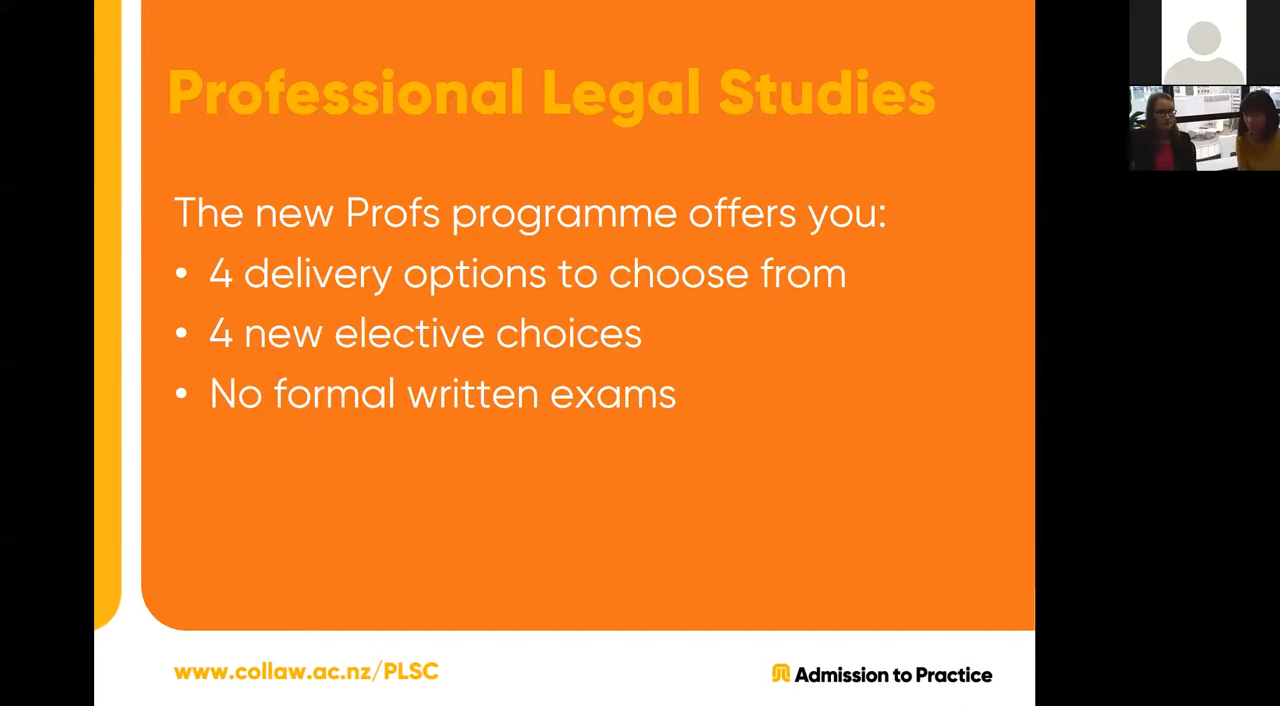 Professional Legal Studies
The new Profs programme offers you:
• 4 delivery options to choose from
• 4 new elective choices
• No formal written exams
www.collaw.ac.nz/PLSC
Admission to Practice